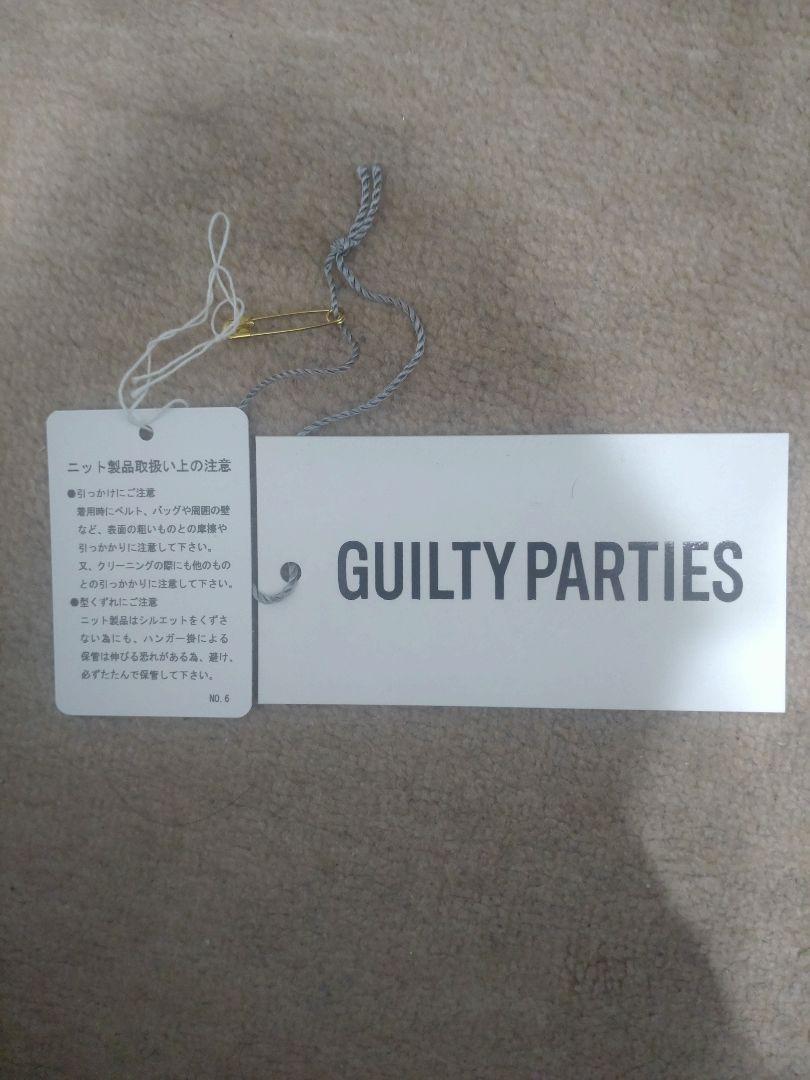 ニット製品取扱い上の注意
●引っかけにご注意
着用時にベルト、バッグや周囲の壁
など、表面の粗いものとの摩擦や
引っかかりに注意して下さい。
又、クリーニングの際にも他のもの
との引っかかりに注意して下さい。
●型くずれにご注意
ニット製品はシルエットをくずさ
ない為にも、ハンガー掛による
保管は伸びる恐れがある為、避け、
必ずたたんで保管して下さい。
NO.6
GUILTY PARTIES